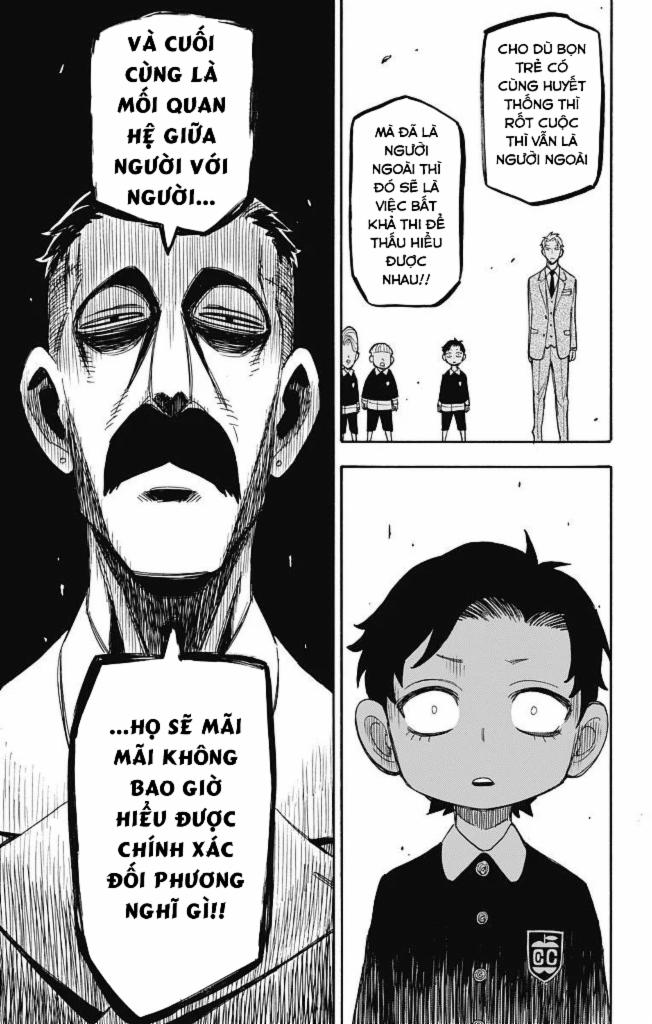 CHO DÙ BỌN
TRẺ CÓ
CÙNG HUYẾT
THỐNG THÌ
RỐT CUỘC
THÌ VẪN LÀ
NGƯỜI NGOÀI
MÀ ĐÃ LÀ
NGƯỜI
NGOÀI THÌ
ĐÓ SẼ LÀ
VIỆC BẤT
KHẢ THI ĐỂ
THẤU HIỂU
ĐƯỢC
NHAU!!
CC
VÀ CUỐI
CÙNG LÀ
MỐI QUAN
HỆ GIỮA
NGƯỜI VỚI
NGƯỜI...
...HỌ SẼ MÃI
MÃI KHÔNG
BAO GIỜ
HIỂU ĐƯỢC
CHÍNH XÁC
ĐỐI PHƯƠNG
NGHĨ GÌ!!